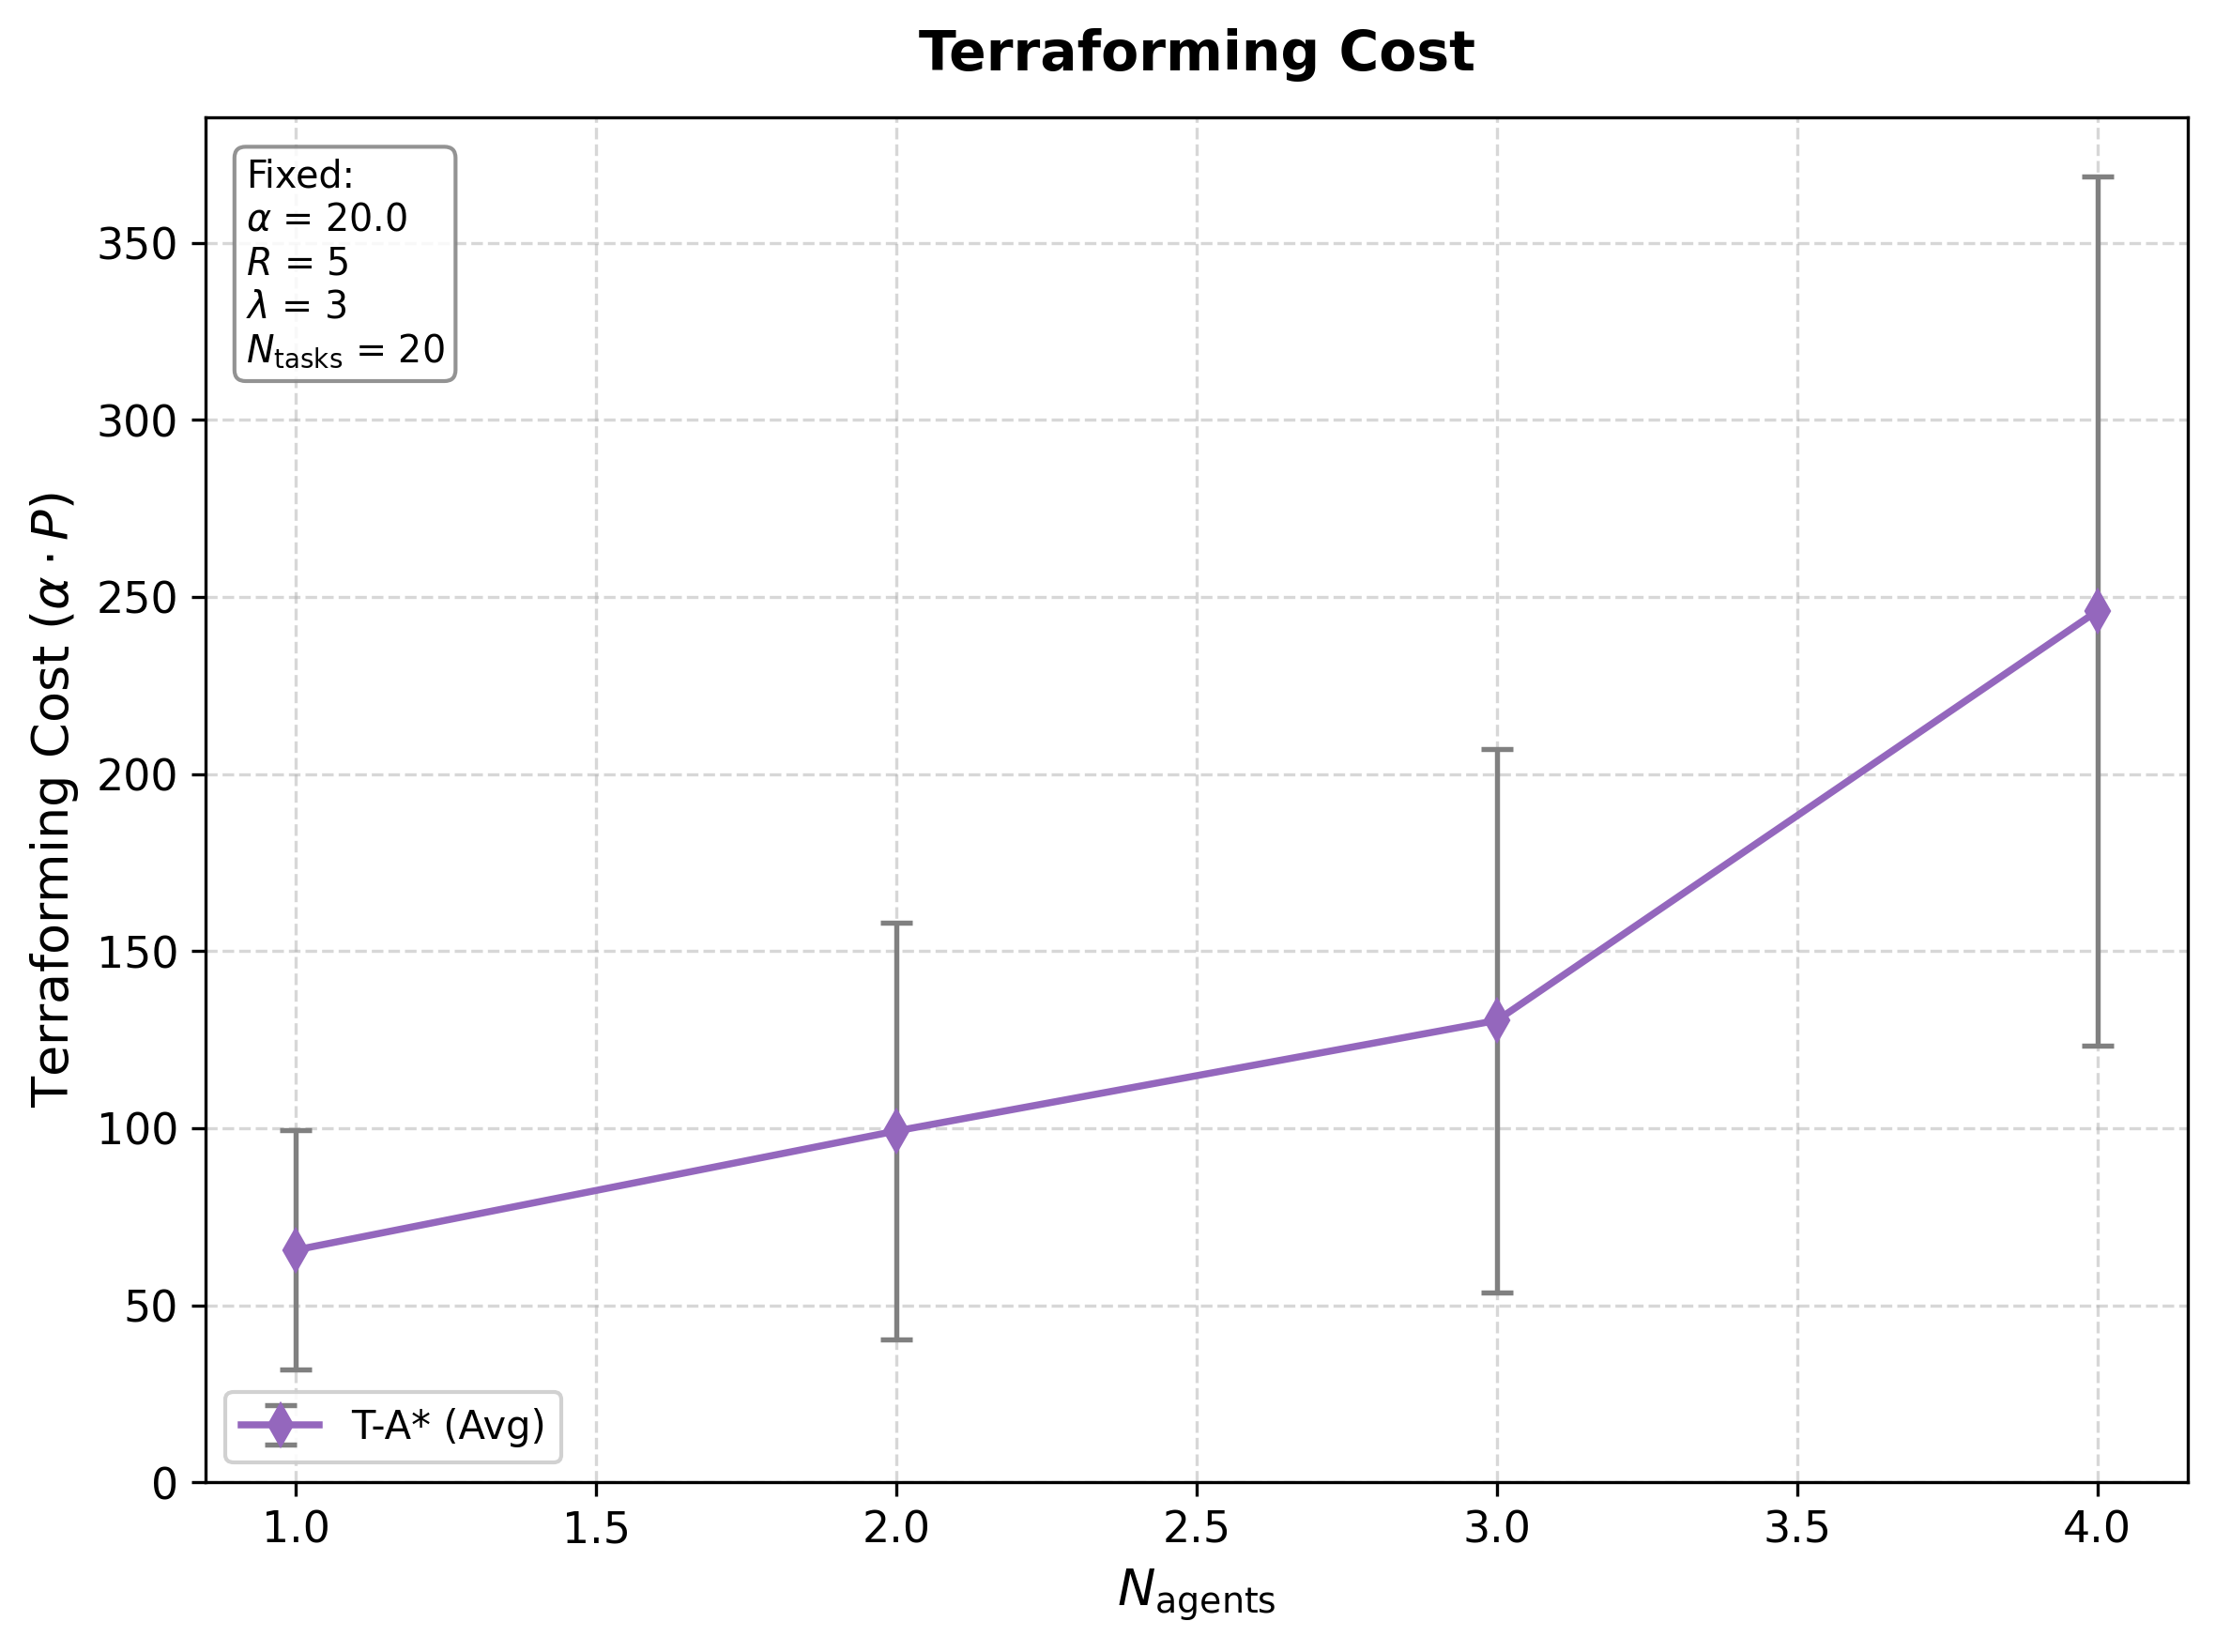 Terraforming Cost
Terraforming Cost (α · P)
350
300
250
200
150
100
50
0
Fixed:
α = 20.0
R = 5
λ = 3
N_tasks = 20
T-A* (Avg)
1.0 1.5 2.0 2.5 3.0 3.5 4.0
N_agents